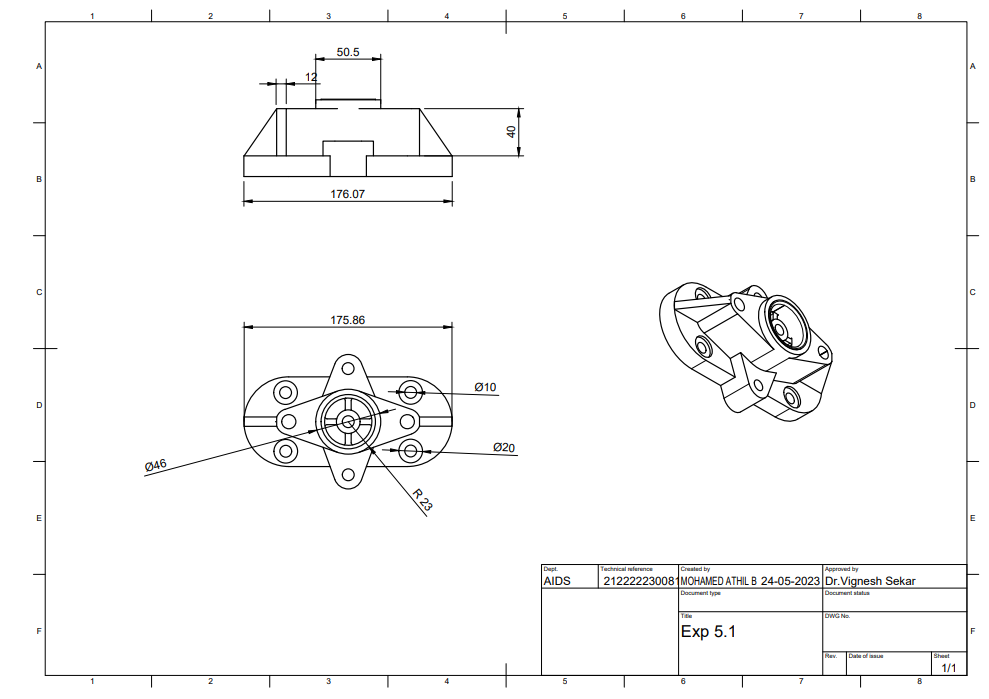 1 2 3 4 5 6 7 8
A A
50.5
12
40
B B
176.07
C C
175.86
D D
Ø10
Ø20
Ø46
R 23
E E
Dept. Technical reference Created by Approved by
AIDS 212222230081 MOHAMED ATHIL B 24-05-2023 Dr.Vignesh Sekar
Document type Document status
Title DWG No.
Exp 5.1
F F
Rev. Date of issue Sheet
1/1
1 2 3 4 5 6 7 8